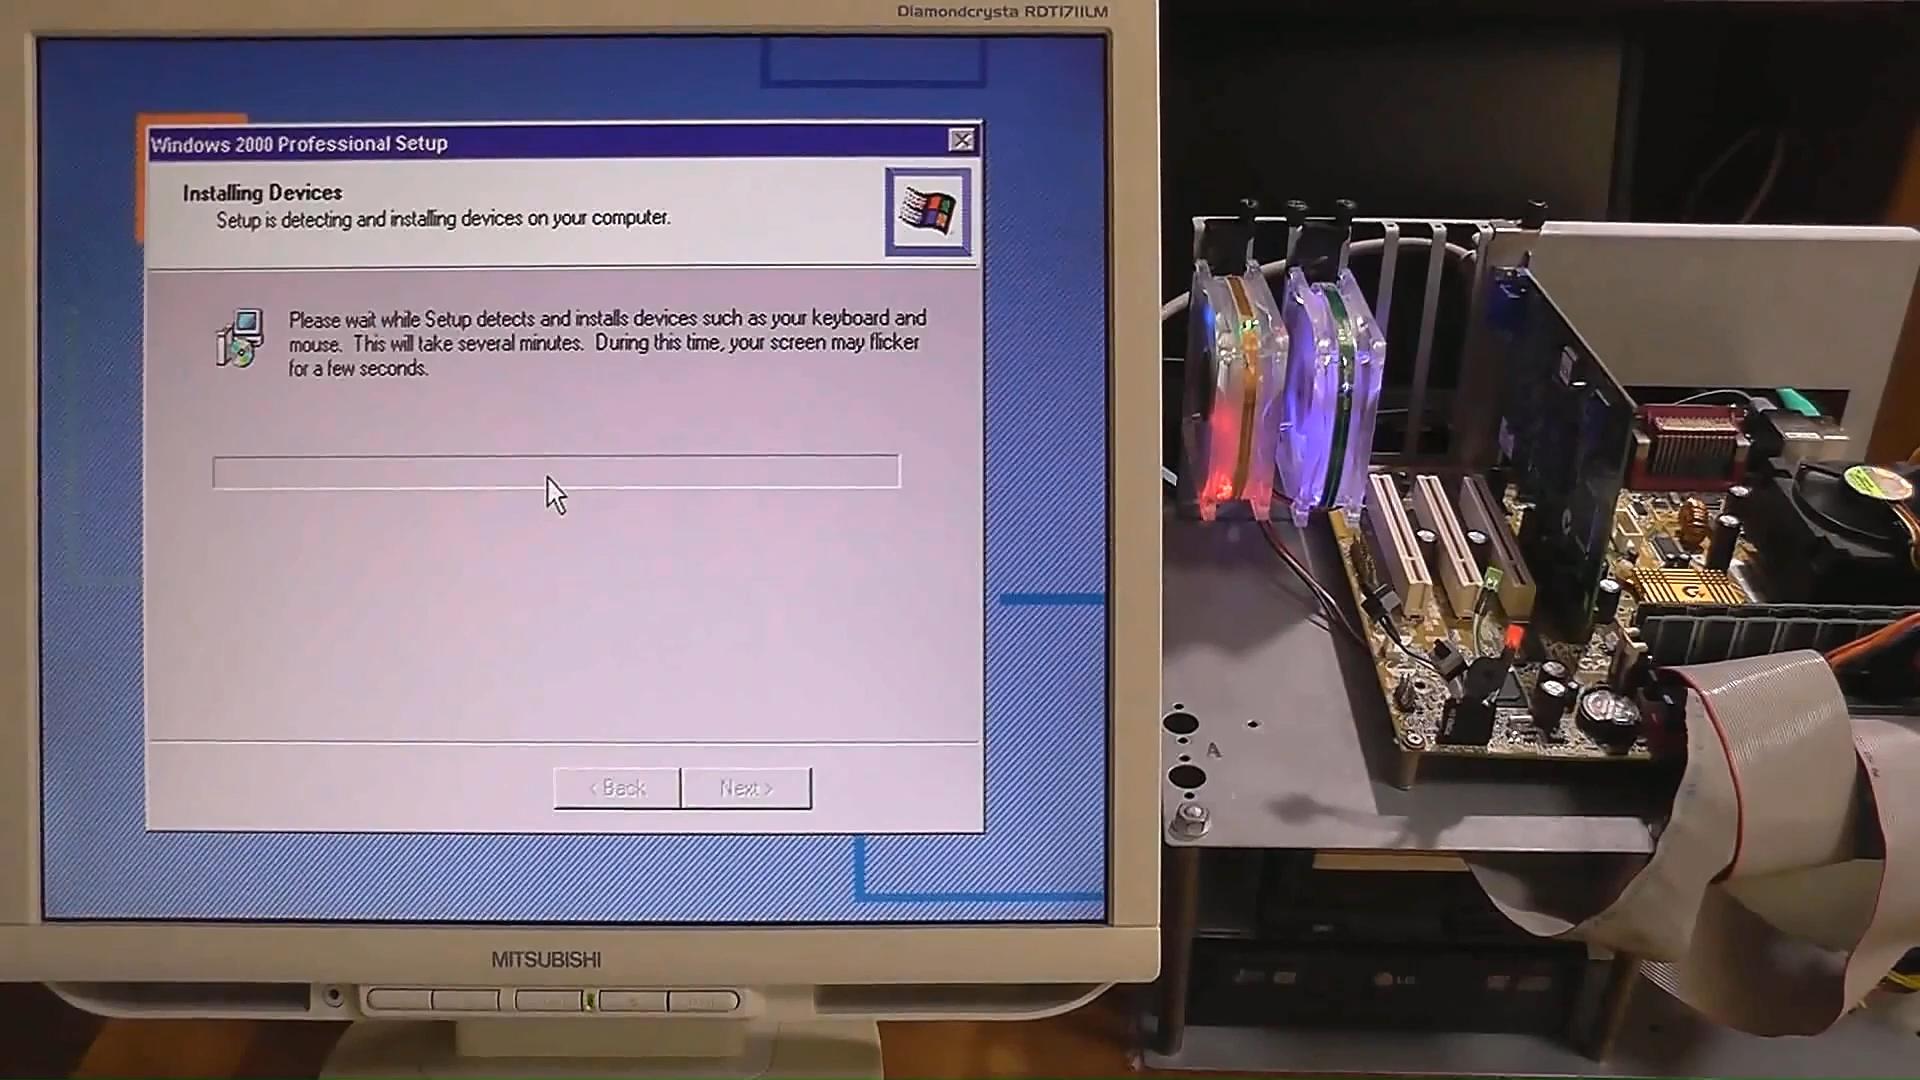 Diamondcrysta RDT1711LM
Windows 2000 Professional Setup
Installing Devices
Setup is detecting and installing devices on your computer.
Please wait while Setup detects and installs devices such as your keyboard and
mouse. This will take several minutes. During this time, your screen may flicker
for a few seconds.
< Back
Next >
MITSUBISHI
A
LG